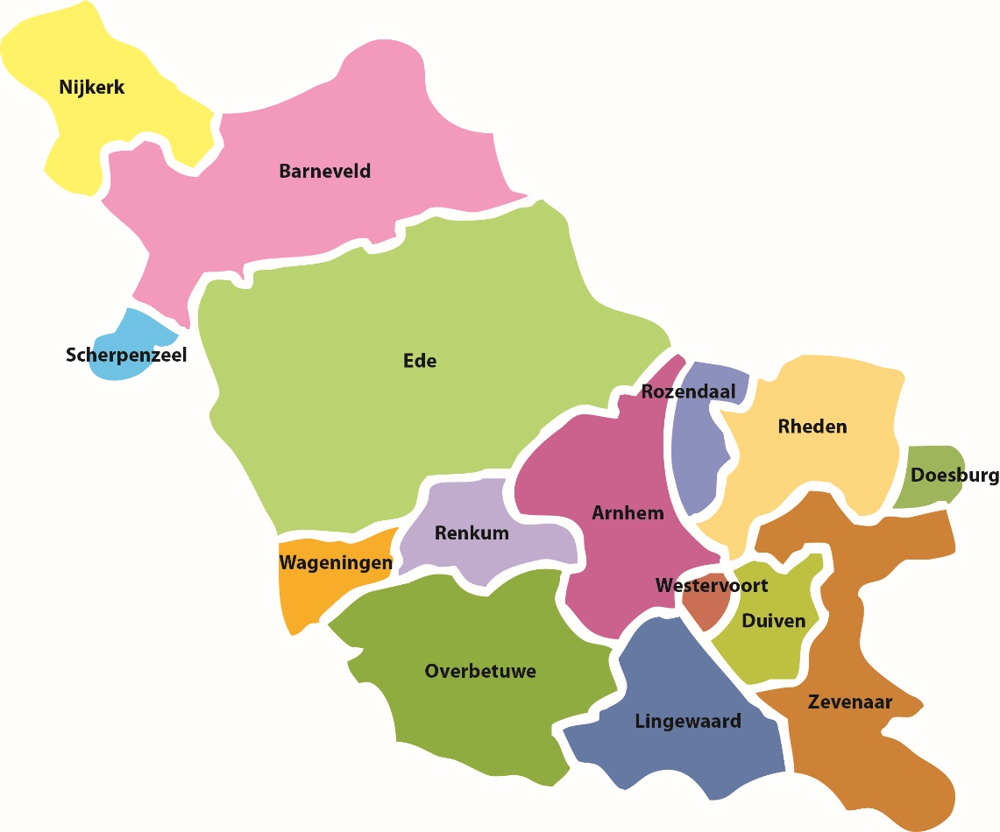 Nijkerk
Barneveld
Scherpenzeel
Ede
Rozendaal
Rheden
Doesburg
Arnhem
Renkum
Wageningen
Westervoort
Duiven
Overbetuwe
Zevenaar
Lingewaard